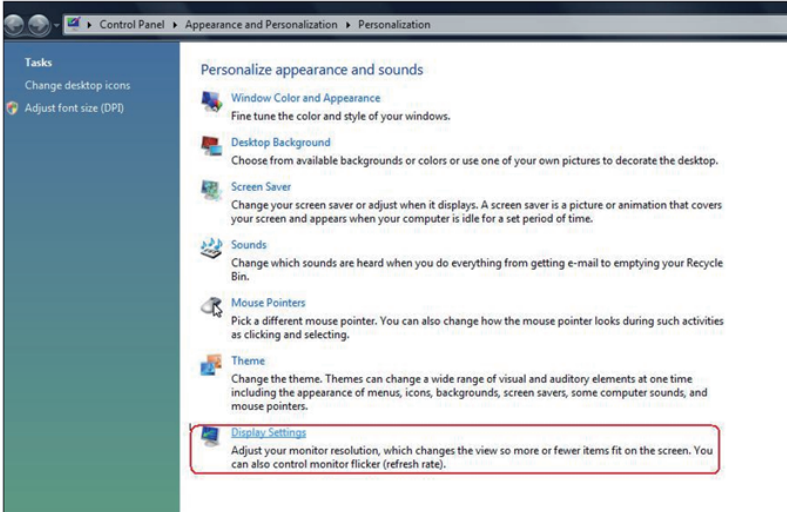 Control Panel ▸ Appearance and Personalization ▸ Personalization
Tasks
Change desktop icons
Adjust font size (DPI)
Personalize appearance and sounds
Window Color and Appearance
Fine tune the color and style of your windows.
Desktop Background
Choose from available backgrounds or colors or use one of your own pictures to decorate the desktop.
Screen Saver
Change your screen saver or adjust when it displays. A screen saver is a picture or animation that covers
your screen and appears when your computer is idle for a set period of time.
Sounds
Change which sounds are heard when you do everything from getting e-mail to emptying your Recycle
Bin.
Mouse Pointers
Pick a different mouse pointer. You can also change how the mouse pointer looks during such activities
as clicking and selecting.
Theme
Change the theme. Themes can change a wide range of visual and auditory elements at one time
including the appearance of menus, icons, backgrounds, screen savers, some computer sounds, and
mouse pointers.
Display Settings
Adjust your monitor resolution, which changes the view so more or fewer items fit on the screen. You
can also control monitor flicker (refresh rate).